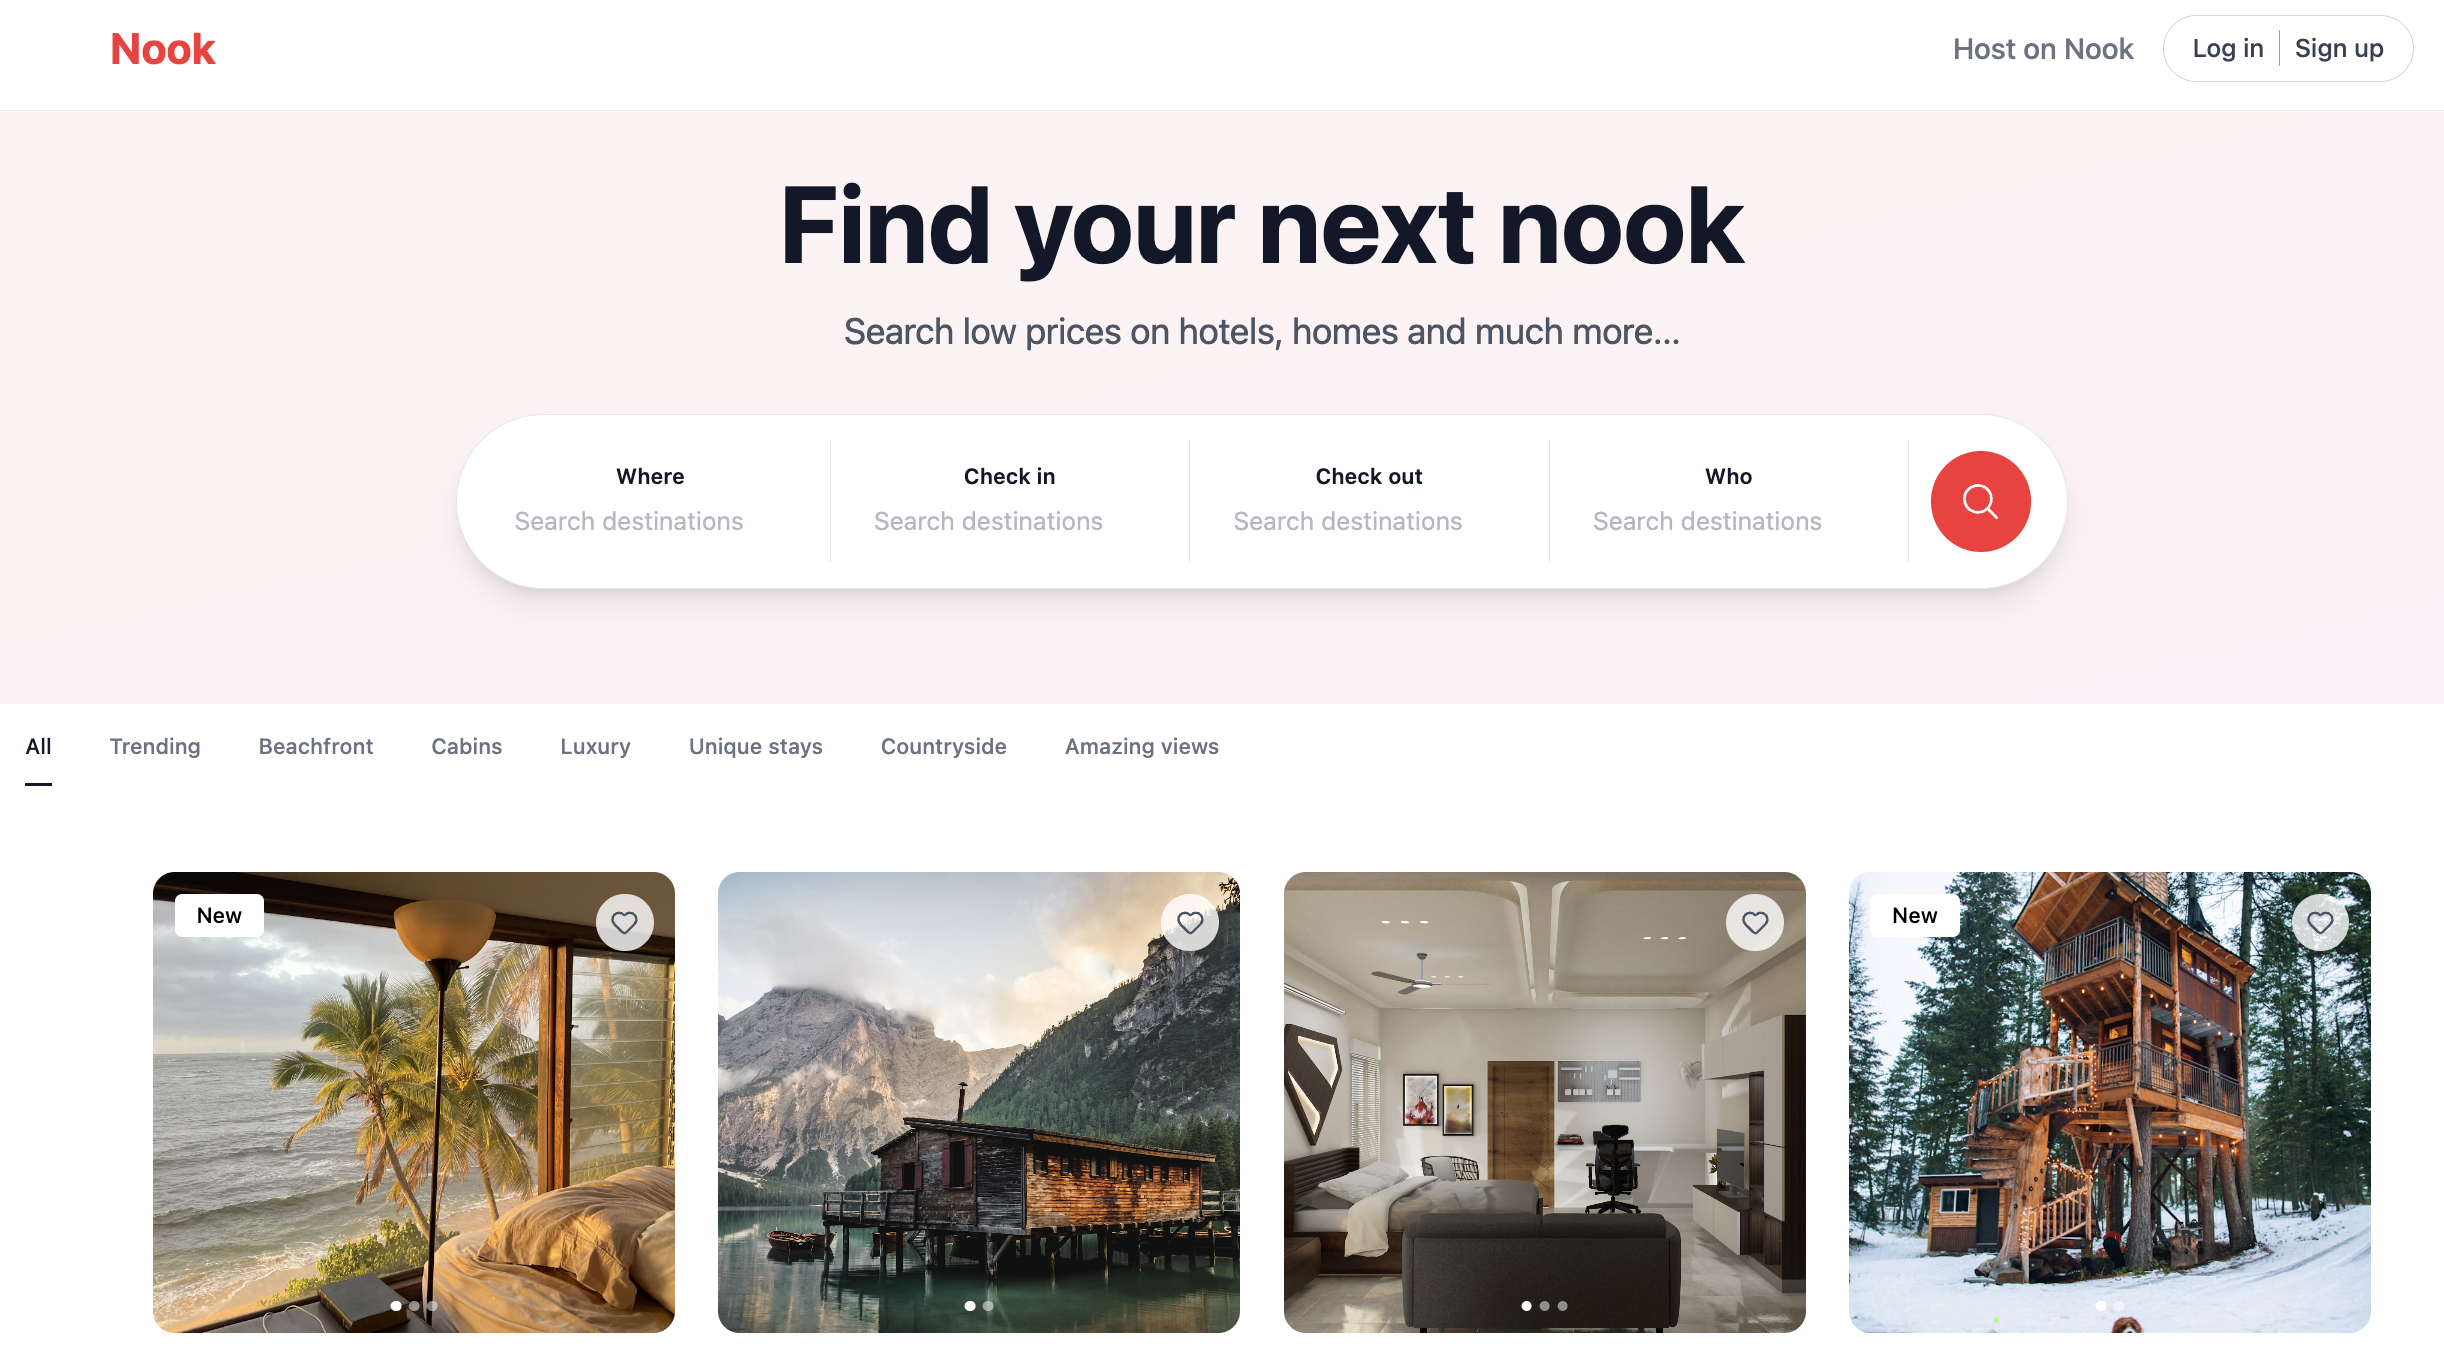 Nook
Host on Nook
Log in
Sign up
Find your next nook
Search low prices on hotels, homes and much more...
Where
Check in
Check out
Who
Search destinations
Search destinations
Search destinations
Search destinations
All
Trending
Beachfront
Cabins
Luxury
Unique stays
Countryside
Amazing views
New
New